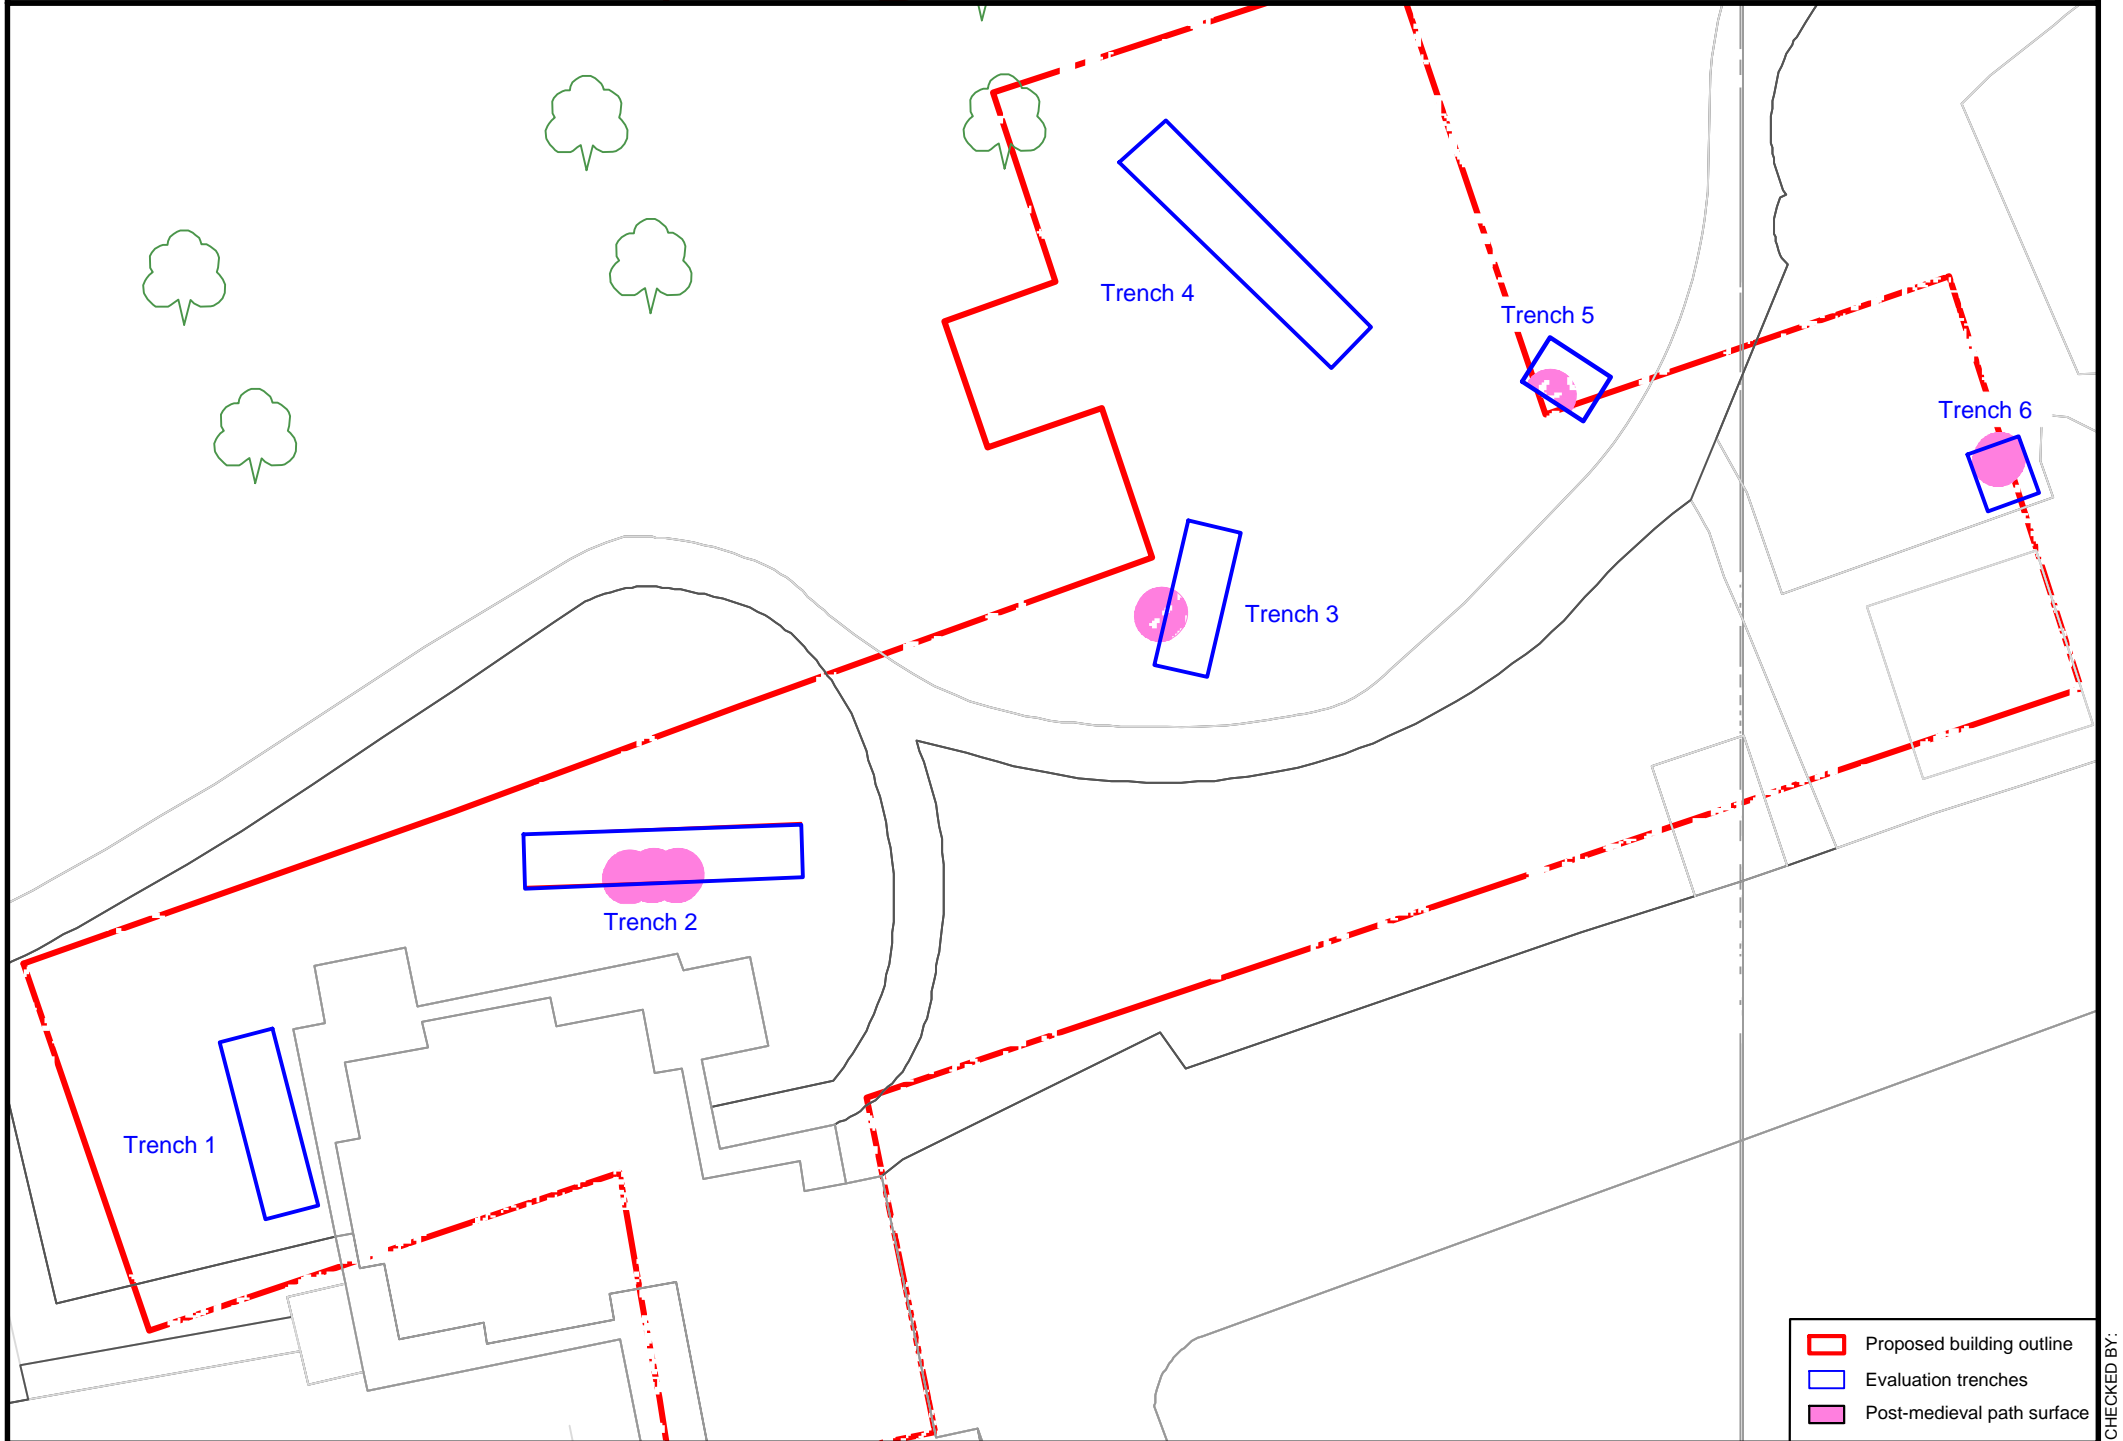 Trench 4
Trench 5
Trench 6
Trench 3
Trench 2
Trench 1
Proposed building outline
Evaluation trenches
Post-medieval path surface
CHECKED BY: